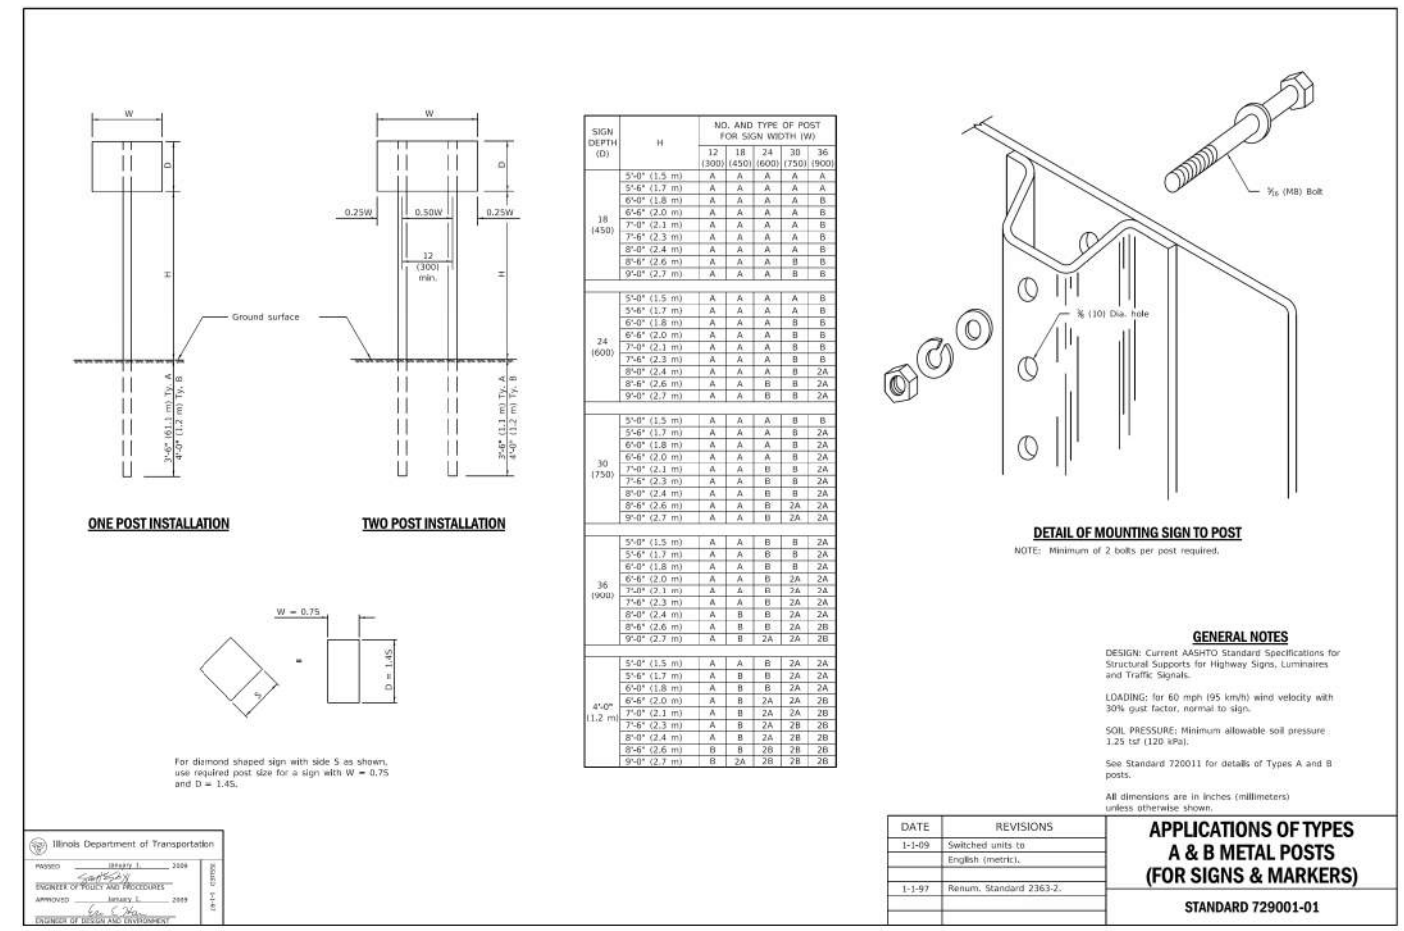 W
D
H
3'-6" (61.1 m) Ty. A
4'-0" (1.2 m) Ty. B
ONE POST INSTALLATION
W
D
0.25W
0.50W
0.25W
12
(300)
min.
H
Ground surface
3'-6" (1.1 m) Ty. A
4'-0" (1.2 m) Ty. B
TWO POST INSTALLATION
S
=
W = 0.7S
D = 1.4S
For diamond shaped sign with side S as shown,
use required post size for a sign with W = 0.7S
and D = 1.4S.
SIGN DEPTH (D) H NO. AND TYPE OF POST FOR SIGN WIDTH (W)
12 (300) 18 (450) 24 (600) 30 (750) 36 (900)
18 (450)
5'-0" (1.5 m) A A A A A
5'-6" (1.7 m) A A A A A
6'-0" (1.8 m) A A A A B
6'-6" (2.0 m) A A A A B
7'-0" (2.1 m) A A A A B
7'-6" (2.3 m) A A A A B
8'-0" (2.4 m) A A A A B
8'-6" (2.6 m) A A A B B
9'-0" (2.7 m) A A A B B
24 (600)
5'-0" (1.5 m) A A A A B
5'-6" (1.7 m) A A A A B
6'-0" (1.8 m) A A A B B
6'-6" (2.0 m) A A A B B
7'-0" (2.1 m) A A A B B
7'-6" (2.3 m) A A A B B
8'-0" (2.4 m) A A A B 2A
8'-6" (2.6 m) A A B B 2A
9'-0" (2.7 m) A A B B 2A
30 (750)
5'-0" (1.5 m) A A A B B
5'-6" (1.7 m) A A A B 2A
6'-0" (1.8 m) A A A B 2A
6'-6" (2.0 m) A A A B 2A
7'-0" (2.1 m) A A B B 2A
7'-6" (2.3 m) A A B B 2A
8'-0" (2.4 m) A A B B 2A
8'-6" (2.6 m) A A B 2A 2A
9'-0" (2.7 m) A A B 2A 2A
36 (900)
5'-0" (1.5 m) A A B B 2A
5'-6" (1.7 m) A A B B 2A
6'-0" (1.8 m) A A B B 2A
6'-6" (2.0 m) A A B 2A 2A
7'-0" (2.1 m) A A B 2A 2A
7'-6" (2.3 m) A A B 2A 2A
8'-0" (2.4 m) A B B 2A 2A
8'-6" (2.6 m) A B B 2A 2B
9'-0" (2.7 m) A B 2A 2A 2B
4'-0" (1.2 m)
5'-0" (1.5 m) A A B 2A 2A
5'-6" (1.7 m) A B B 2A 2A
6'-0" (1.8 m) A B B 2A 2A
6'-6" (2.0 m) A B 2A 2A 2B
7'-0" (2.1 m) A B 2A 2A 2B
7'-6" (2.3 m) A B 2A 2B 2B
8'-0" (2.4 m) A B 2A 2B 2B
8'-6" (2.6 m) B B 2B 2B 2B
9'-0" (2.7 m) B 2A 2B 2B 2B
5/16 (M8) Bolt
3/8 (10) Dia. hole
DETAIL OF MOUNTING SIGN TO POST
NOTE: Minimum of 2 bolts per post required.
GENERAL NOTES
DESIGN: Current AASHTO Standard Specifications for
Structural Supports for Highway Signs, Luminaires
and Traffic Signals.
LOADING: for 60 mph (95 km/h) wind velocity with
30% gust factor, normal to sign.
SOIL PRESSURE: Minimum allowable soil pressure
1.25 tsf (120 kPa).
See Standard 720011 for details of Types A and B
posts.
All dimensions are in inches (millimeters)
unless otherwise shown.
Illinois Department of Transportation
PASSED January 1, 2009
ENGINEER OF POLICY AND PROCEDURES
APPROVED January 1, 2009
ENGINEER OF DESIGN AND ENVIRONMENT
ISSUED 1-1-97
DATE REVISIONS
1-1-09 Switched units to
English (metric).
1-1-97 Renum. Standard 2363-2.
APPLICATIONS OF TYPES
A & B METAL POSTS
(FOR SIGNS & MARKERS)
STANDARD 729001-01